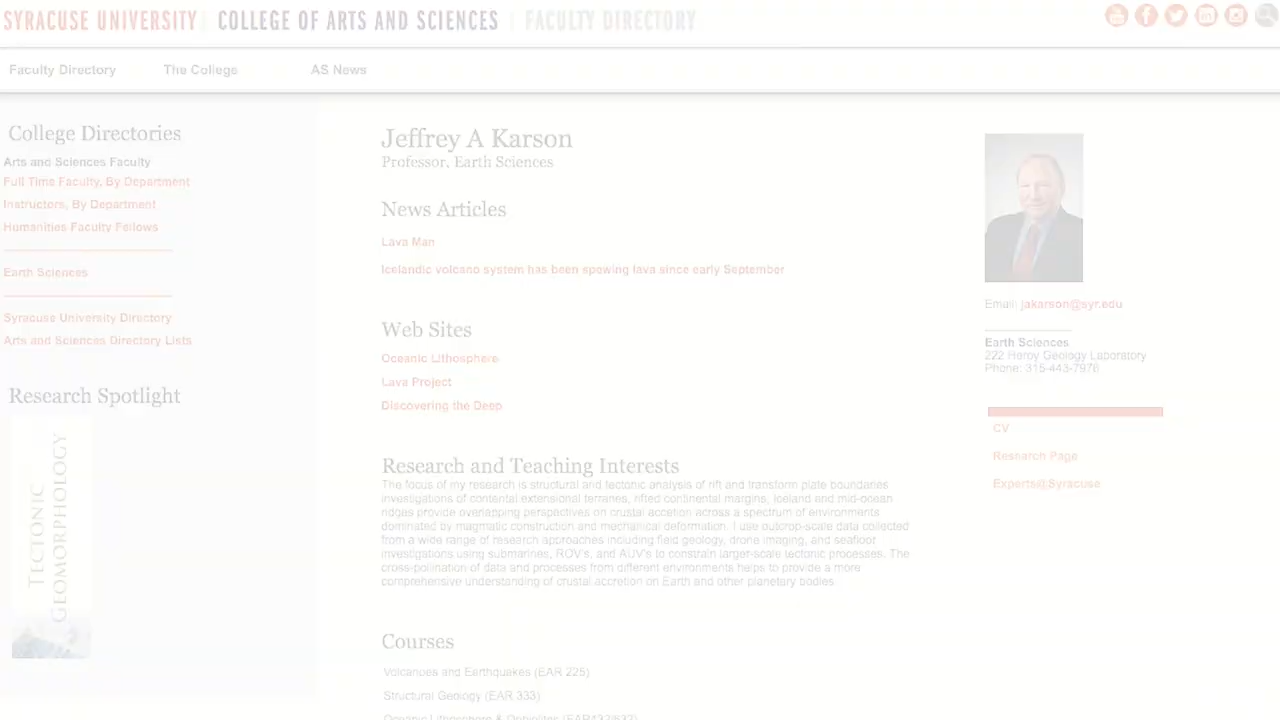 SYRACUSE UNIVERSITY | COLLEGE OF ARTS AND SCIENCES | FACULTY DIRECTORY
Faculty Directory The College AS News
College Directories
Arts and Sciences Faculty
Full Time Faculty, By Department
Instructors, By Department
Humanities Faculty Fellows
Earth Sciences
Syracuse University Directory
Arts and Sciences Directory Lists
Research Spotlight
TECTONIC
GEOMORPHOLOGY
Jeffrey A Karson
Professor, Earth Sciences
News Articles
Lava Man
Icelandic volcano system has been spewing lava since early September
Web Sites
Oceanic Lithosphere
Lava Project
Discovering the Deep
Research and Teaching Interests
The focus of my research is structural and tectonic analysis of rift and transform plate boundaries
investigations of contental extensional terranes, rifted continental margins, Iceland and mid-ocean
ridges provide overlapping perspectives on crustal accetion across a spectrum of environments
dominated by magmatic construction and mechanical deformation. I use outcrop-scale data collected
from a wide range of research approaches including field geology, drone imaging, and seafloor
investigations using submarines, ROV's, and AUV's to constrain larger-scale tectonic processes. The
cross-pollination of data and processes from different environments helps to provide a more
comprehensive understanding of crustal accretion on Earth and other planetary bodies.
Courses
Volcanoes and Earthquakes (EAR 225)
Structural Geology (EAR 333)
Oceanic Lithosphere & Ophiolites (EAR432/632)
Email: jakarson@syr.edu
Earth Sciences
222 Heroy Geology Laboratory
Phone: 315-443-7976
CV
Resnarch Page
Experts@Syracuse